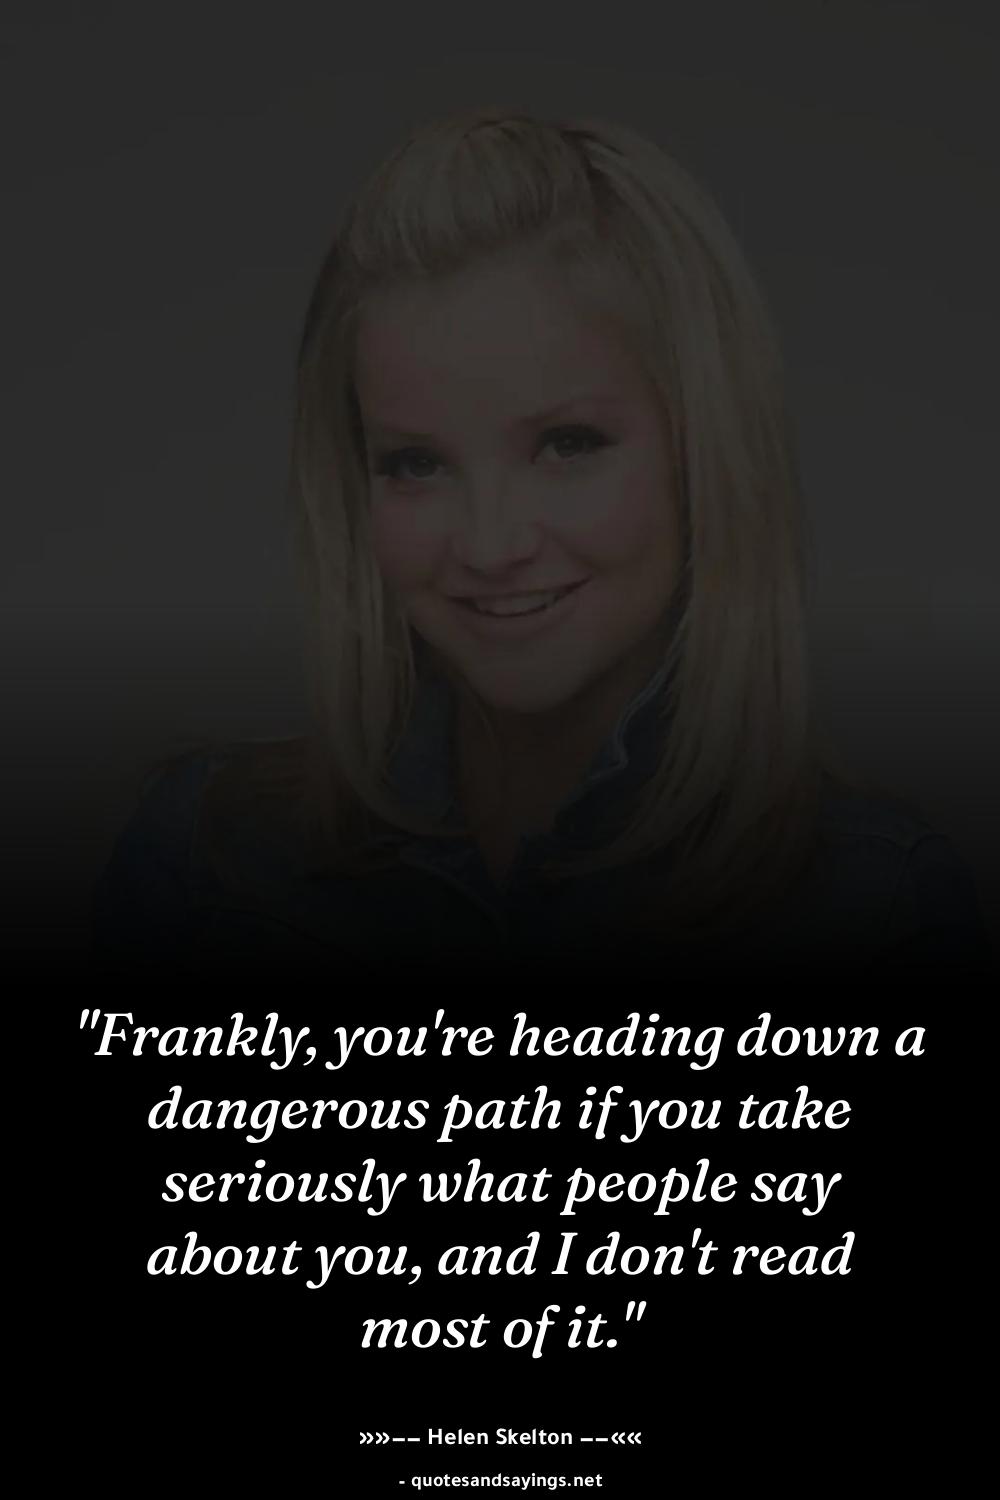 "Frankly, you're heading down a
dangerous path if you take
seriously what people say
about you, and I don't read
most of it."
»»−− Helen Skelton −−««
- quotesandsayings.net